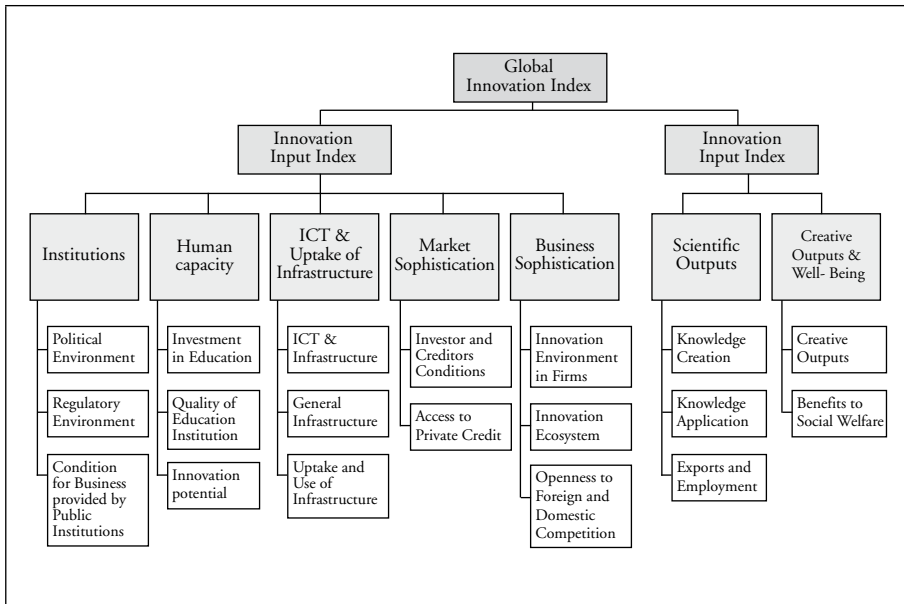 Global
Innovation Index
Innovation
Input Index
Innovation
Input Index
Institutions
Human
capacity
ICT &
Uptake of
Infrastructure
Market
Sophistication
Business
Sophistication
Scientific
Outputs
Creative
Outputs &
Well- Being
Political
Environment
Regulatory
Environment
Condition
for Business
provided by
Public
Institutions
Investment
in Education
Quality of
Education
Institution
Innovation
potential
ICT &
Infrastructure
General
Infrastructure
Uptake and
Use of
Infrastructure
Investor and
Creditors
Conditions
Access to
Private Credit
Innovation
Environment
in Firms
Innovation
Ecosystem
Openness to
Foreign and
Domestic
Competition
Knowledge
Creation
Knowledge
Application
Exports and
Employment
Creative
Outputs
Benefits to
Social Welfare